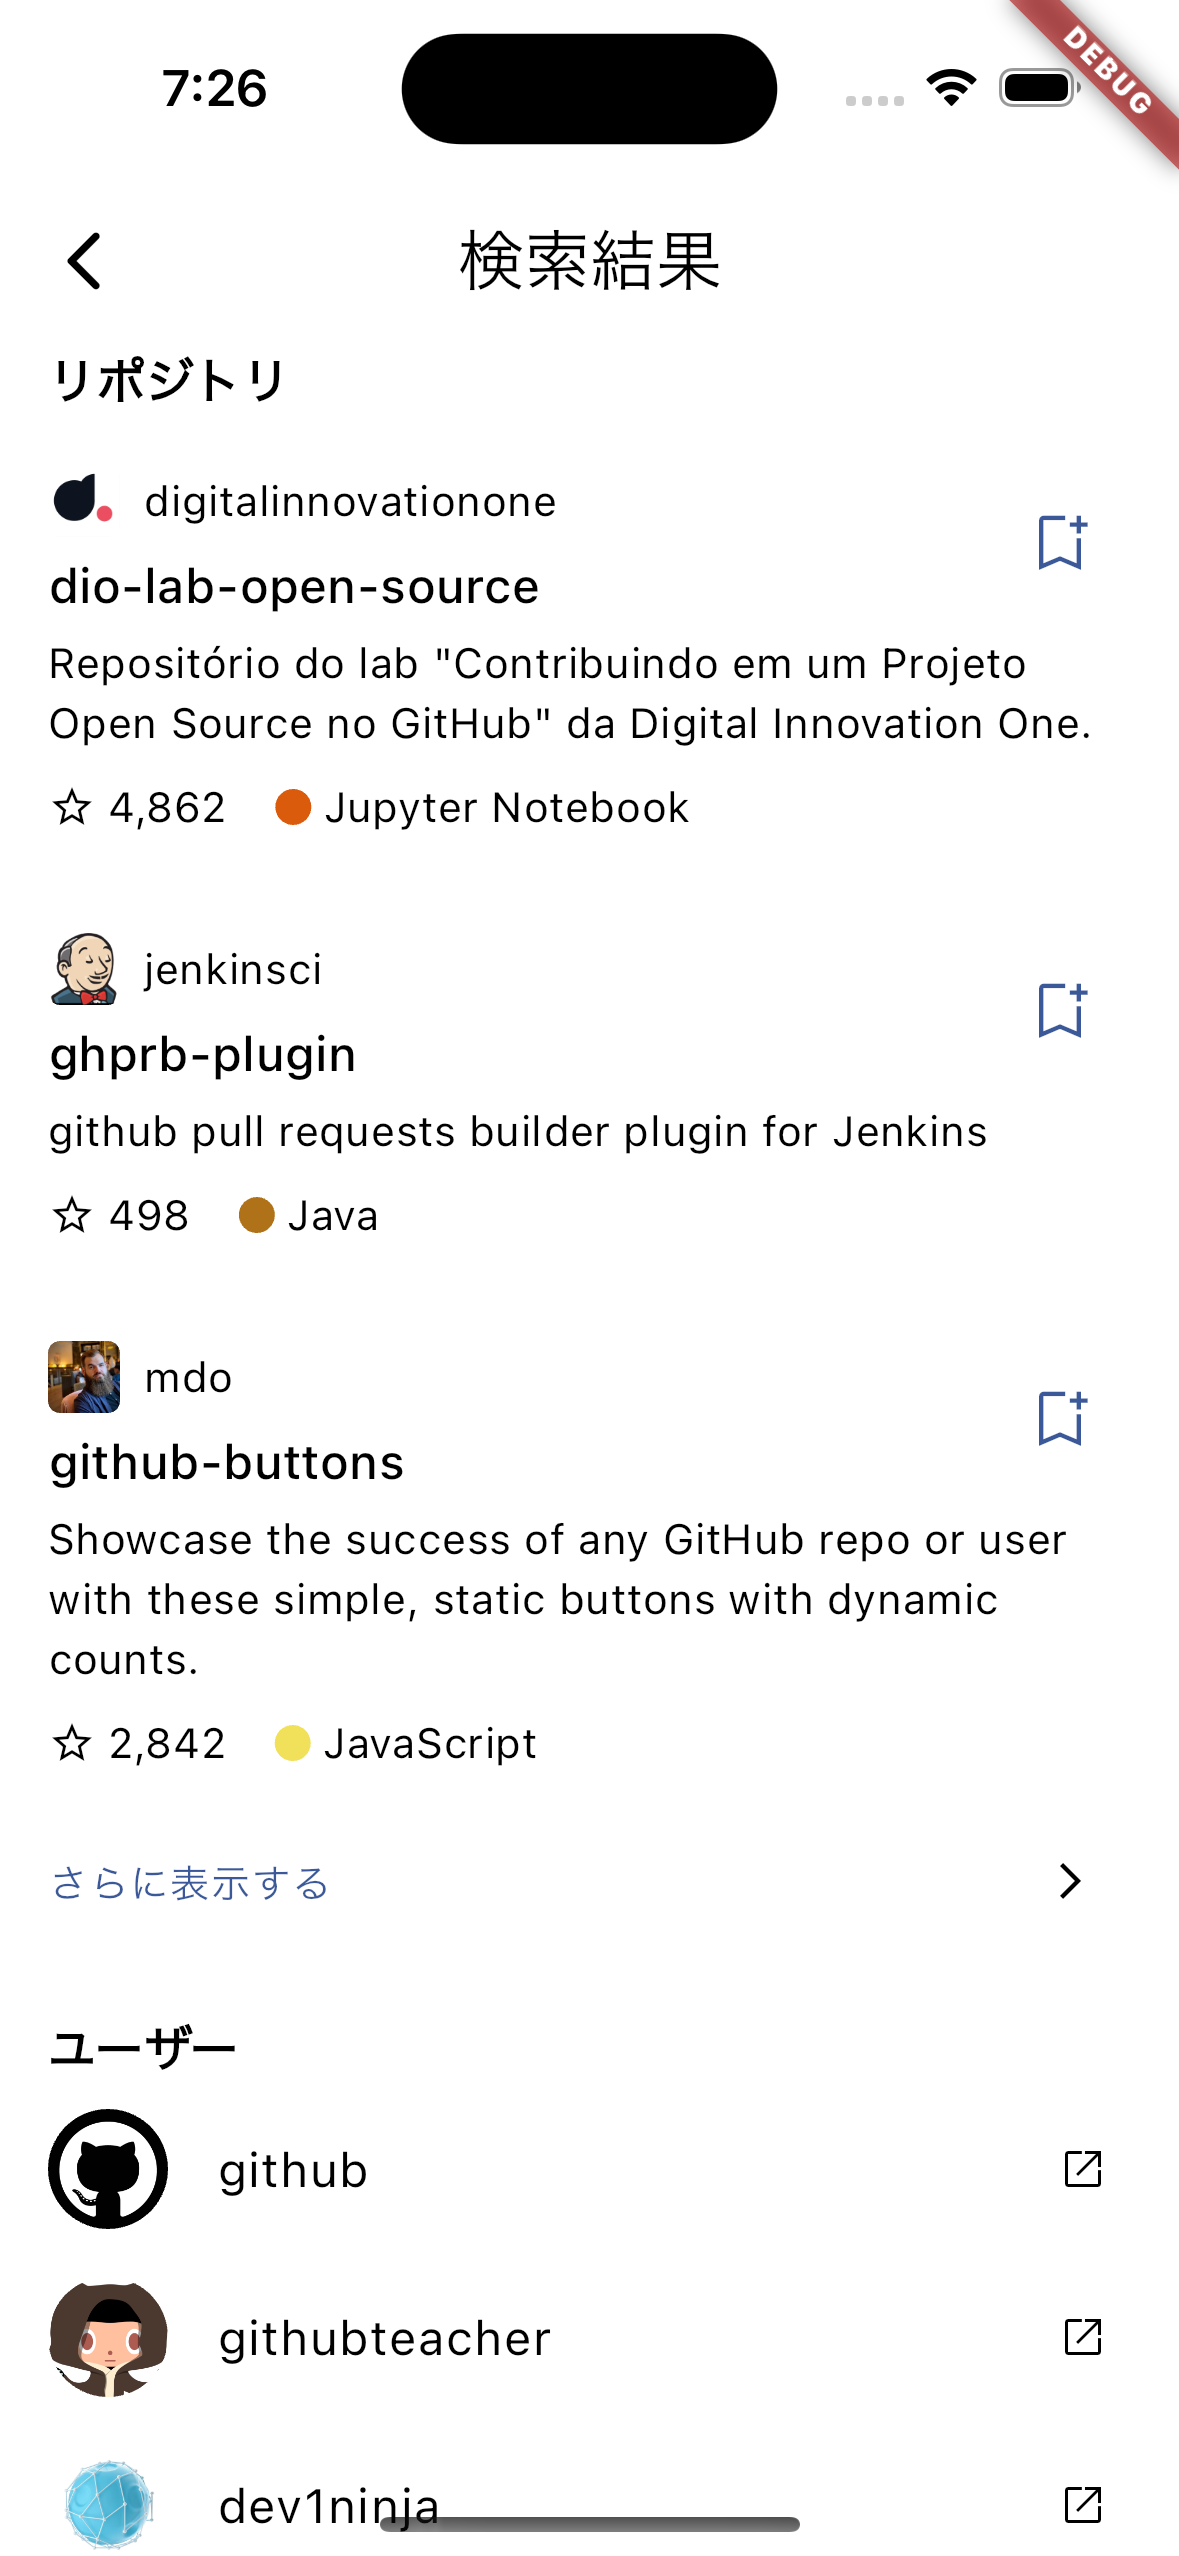 7:26
DEBUG
検索結果
リポジトリ
digitalinnovationone
dio-lab-open-source
Repositório do lab "Contribuindo em um Projeto
Open Source no GitHub" da Digital Innovation One.
4,862 Jupyter Notebook
jenkinsci
ghprb-plugin
github pull requests builder plugin for Jenkins
498 Java
mdo
github-buttons
Showcase the success of any GitHub repo or user
with these simple, static buttons with dynamic
counts.
2,842 JavaScript
さらに表示する
ユーザー
github
githubteacher
dev1ninja